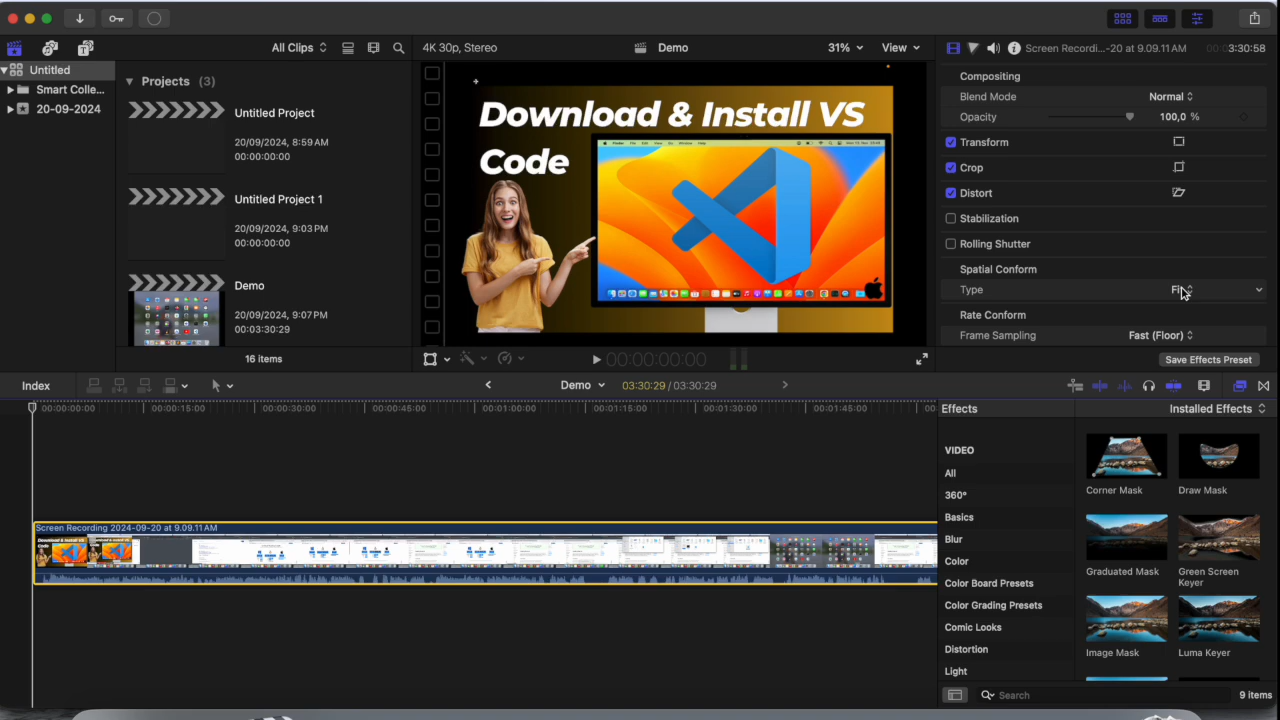 All Clips
4K 30p, Stereo
Demo
31%
View
Screen Recordi...-20 at 9.09.11 AM
3:30:58
Untitled
Smart Colle...
20-09-2024
Projects (3)
Untitled Project
20/09/2024, 8:59 AM
00:00:00:00
Untitled Project 1
20/09/2024, 9:03 PM
00:00:00:00
Demo
20/09/2024, 9:07 PM
00:03:30:29
16 items
Download & Install VS
Code
00:00:00:00
Compositing
Blend Mode
Normal
Opacity
100,0 %
Transform
Crop
Distort
Stabilization
Rolling Shutter
Spatial Conform
Type
Rate Conform
Frame Sampling
Fast (Floor)
Save Effects Preset
Index
Demo
03:30:29 / 03:30:29
00:00:00:00
00:00:15:00
00:00:30:00
00:00:45:00
00:01:00:00
00:01:15:00
00:01:30:00
00:01:45:00
Screen Recording 2024-09-20 at 9.09.11 AM
Download & Install VS
Code
Effects
Installed Effects
VIDEO
All
360°
Basics
Blur
Color
Color Board Presets
Color Grading Presets
Comic Looks
Distortion
Light
Corner Mask
Draw Mask
Graduated Mask
Green Screen
Keyer
Image Mask
Luma Keyer
Search
9 items